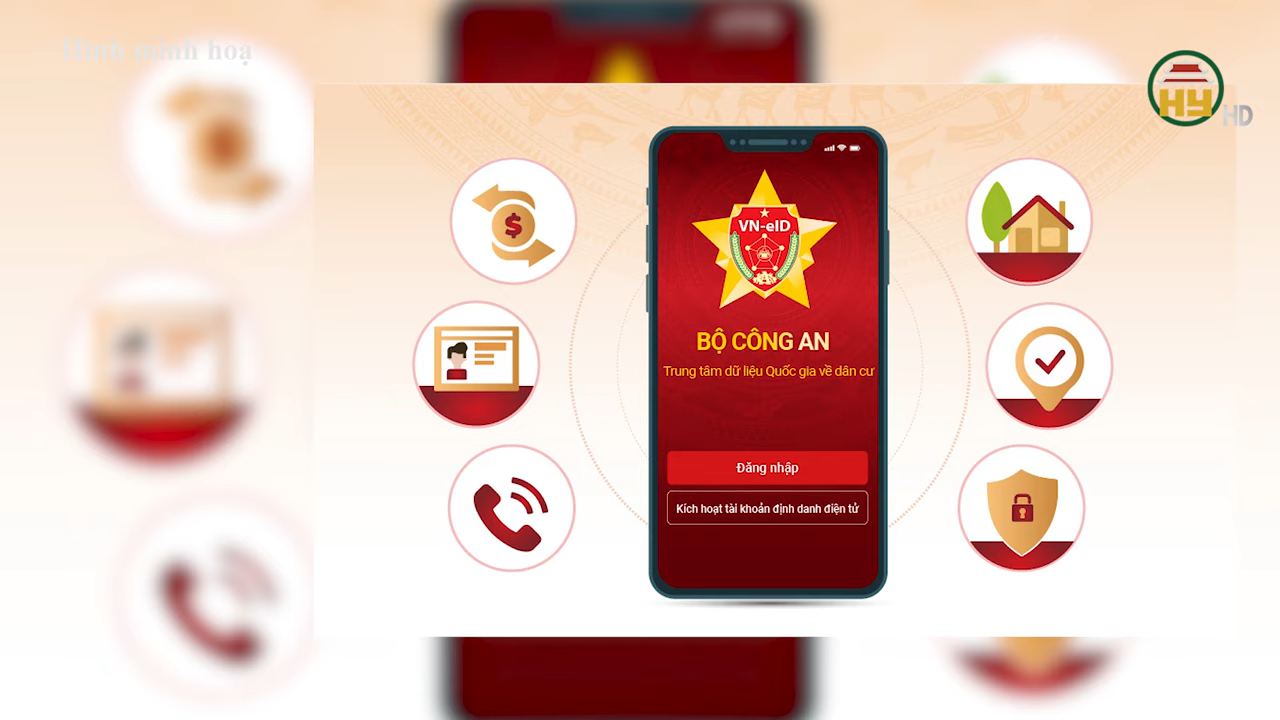 Hình minh hoạ
HY
HD
VN-eID
BỘ CÔNG AN
Trung tâm dữ liệu Quốc gia về dân cư
Đăng nhập
Kích hoạt tài khoản định danh điện tử
$